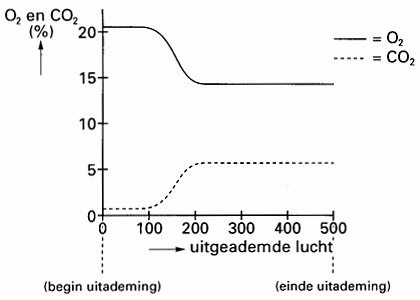 O₂ en CO₂
(%)
20
15
10
5
0
= O₂
= CO₂
0 100 200 300 400 500
uitgeademde lucht
(begin uitademing) (einde uitademing)